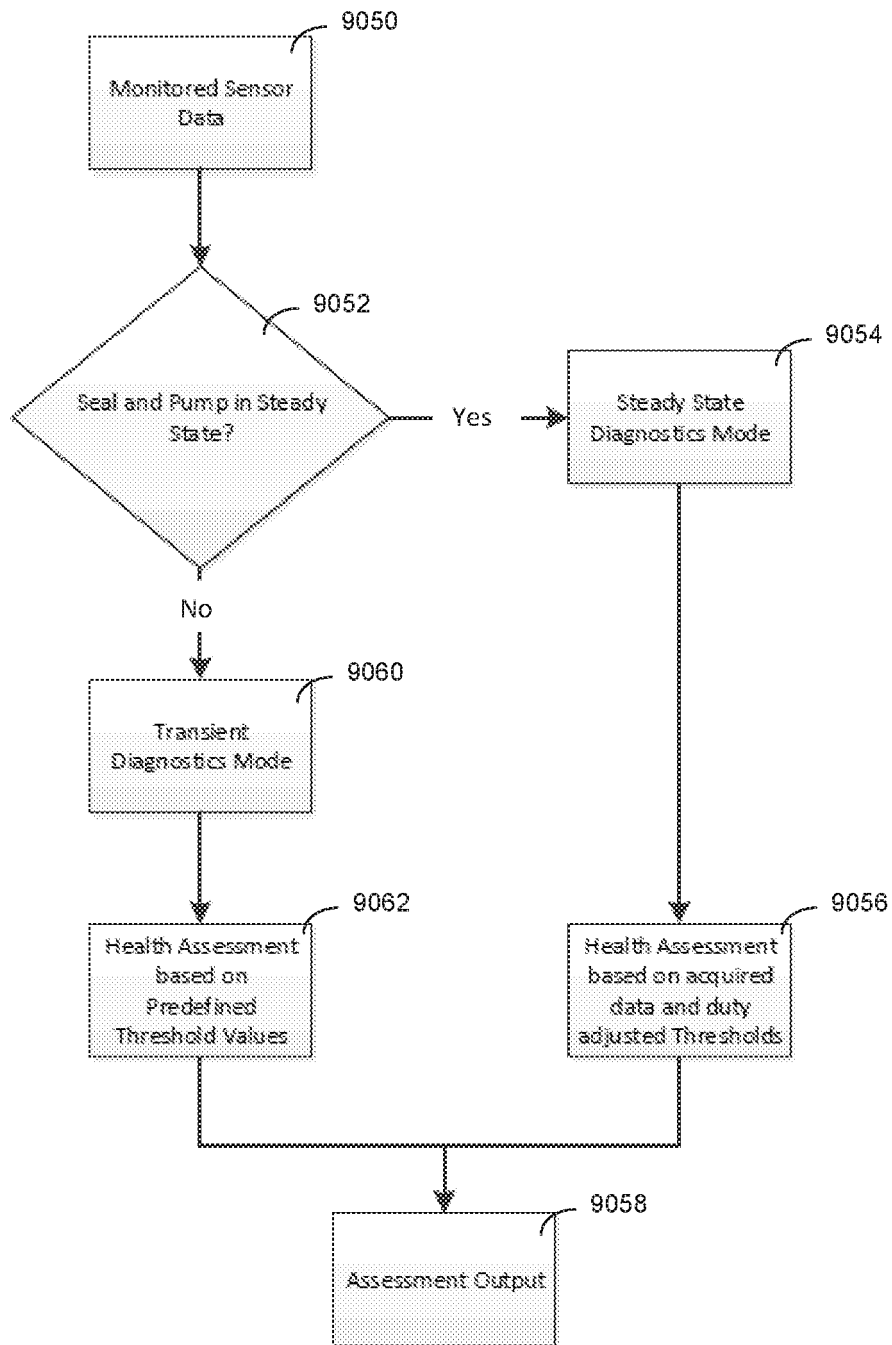 9050
Monitored Sensor
Data
9052
Seal and Pump in Steady
State?
Yes
9054
Steady State
Diagnostics Mode
No
9060
Transient
Diagnostics Mode
9062
Health Assessment
based on
Predefined
Threshold Values
9056
Health Assessment
based on acquired
data and duty
adjusted Thresholds
9058
Assessment Output